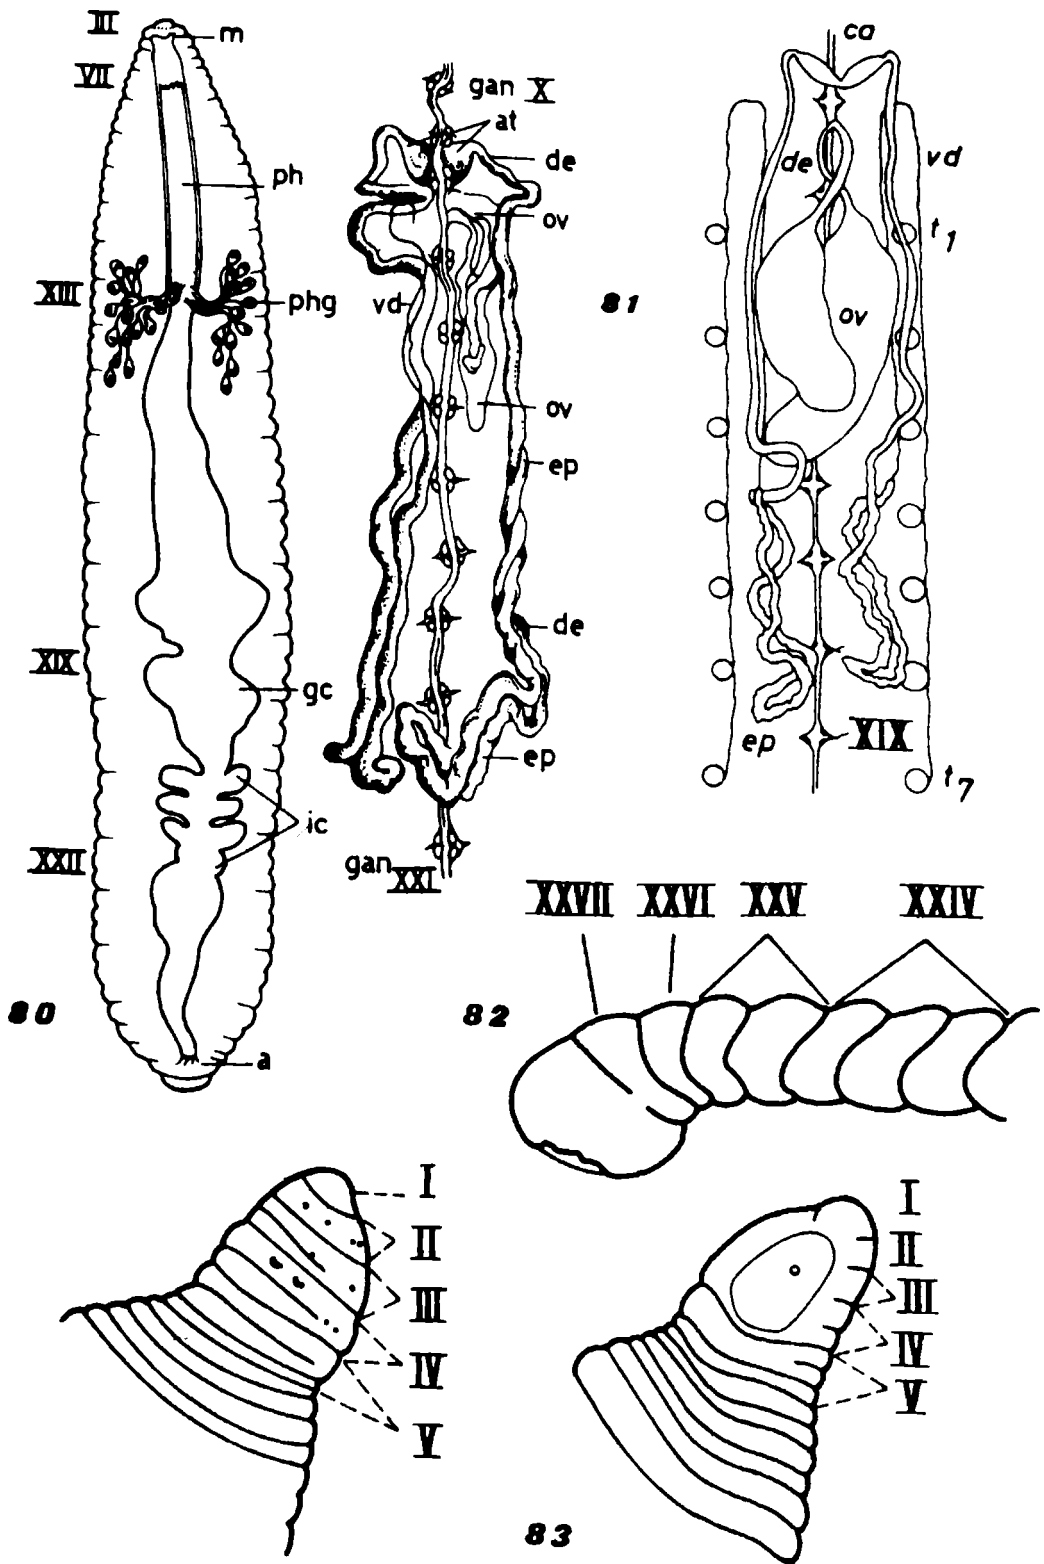 III
m
VII
ph
XIII
phg
XIX
gc
ic
XXII
a
80
gan X
at
de
ov
vd
ov
ep
de
ep
gan XXI
81
ca
de
vd
t1
ov
ep
XIX
t7
XXVII XXVI XXV XXIV
82
I
II
III
IV
V
I
II
III
IV
V
83